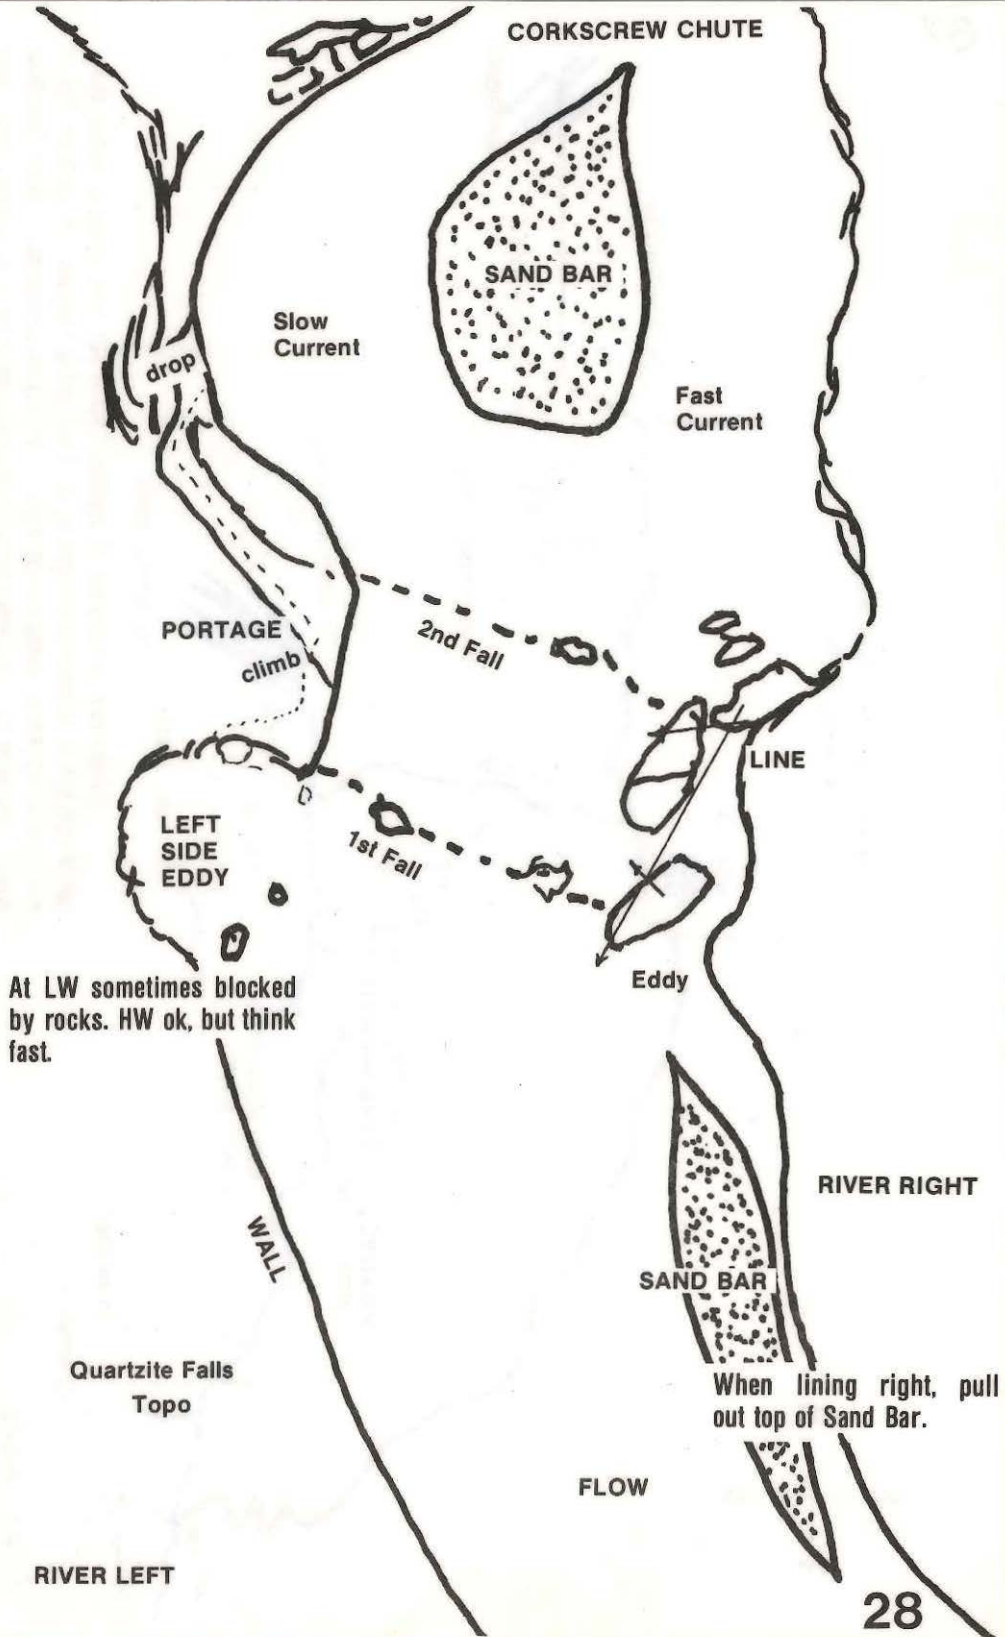 CORKSCREW CHUTE
SAND BAR
Slow
Current
drop
Fast
Current
2nd Fall
PORTAGE
climb
LINE
LEFT
SIDE
EDDY
1st Fall
Eddy
At LW sometimes blocked
by rocks. HW ok, but think
fast.
RIVER RIGHT
WALL
SAND BAR
Quartzite Falls
Topo
When lining right, pull
out top of Sand Bar.
FLOW
RIVER LEFT
28